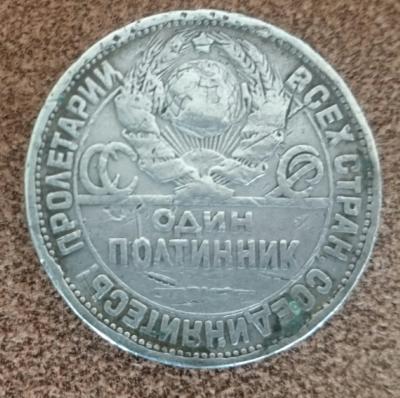 ПРОЛЕТАРИИ ВСЕХ СТРАН, СОЕДИНЯЙТЕСЬ!
СС СР
ОДИН
ПОЛТИННИК